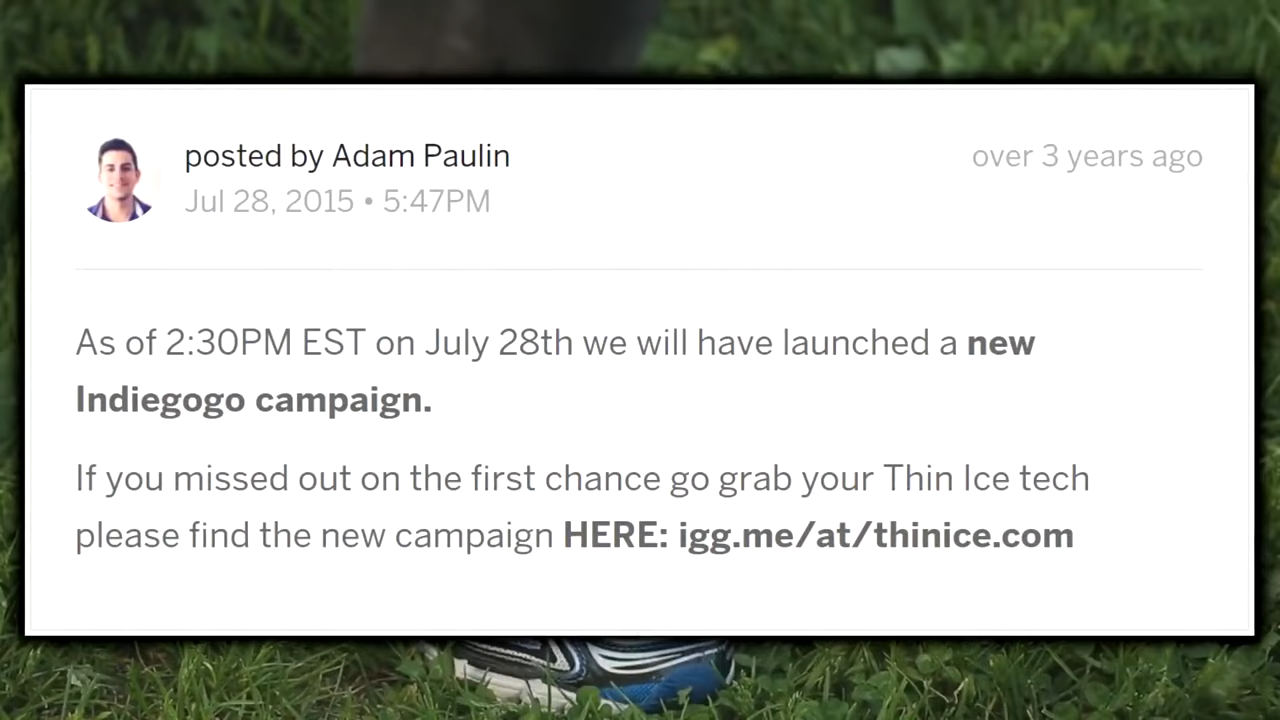 posted by Adam Paulin
over 3 years ago
Jul 28, 2015 • 5:47PM
As of 2:30PM EST on July 28th we will have launched a new
Indiegogo campaign.
If you missed out on the first chance go grab your Thin Ice tech
please find the new campaign HERE: igg.me/at/thinice.com